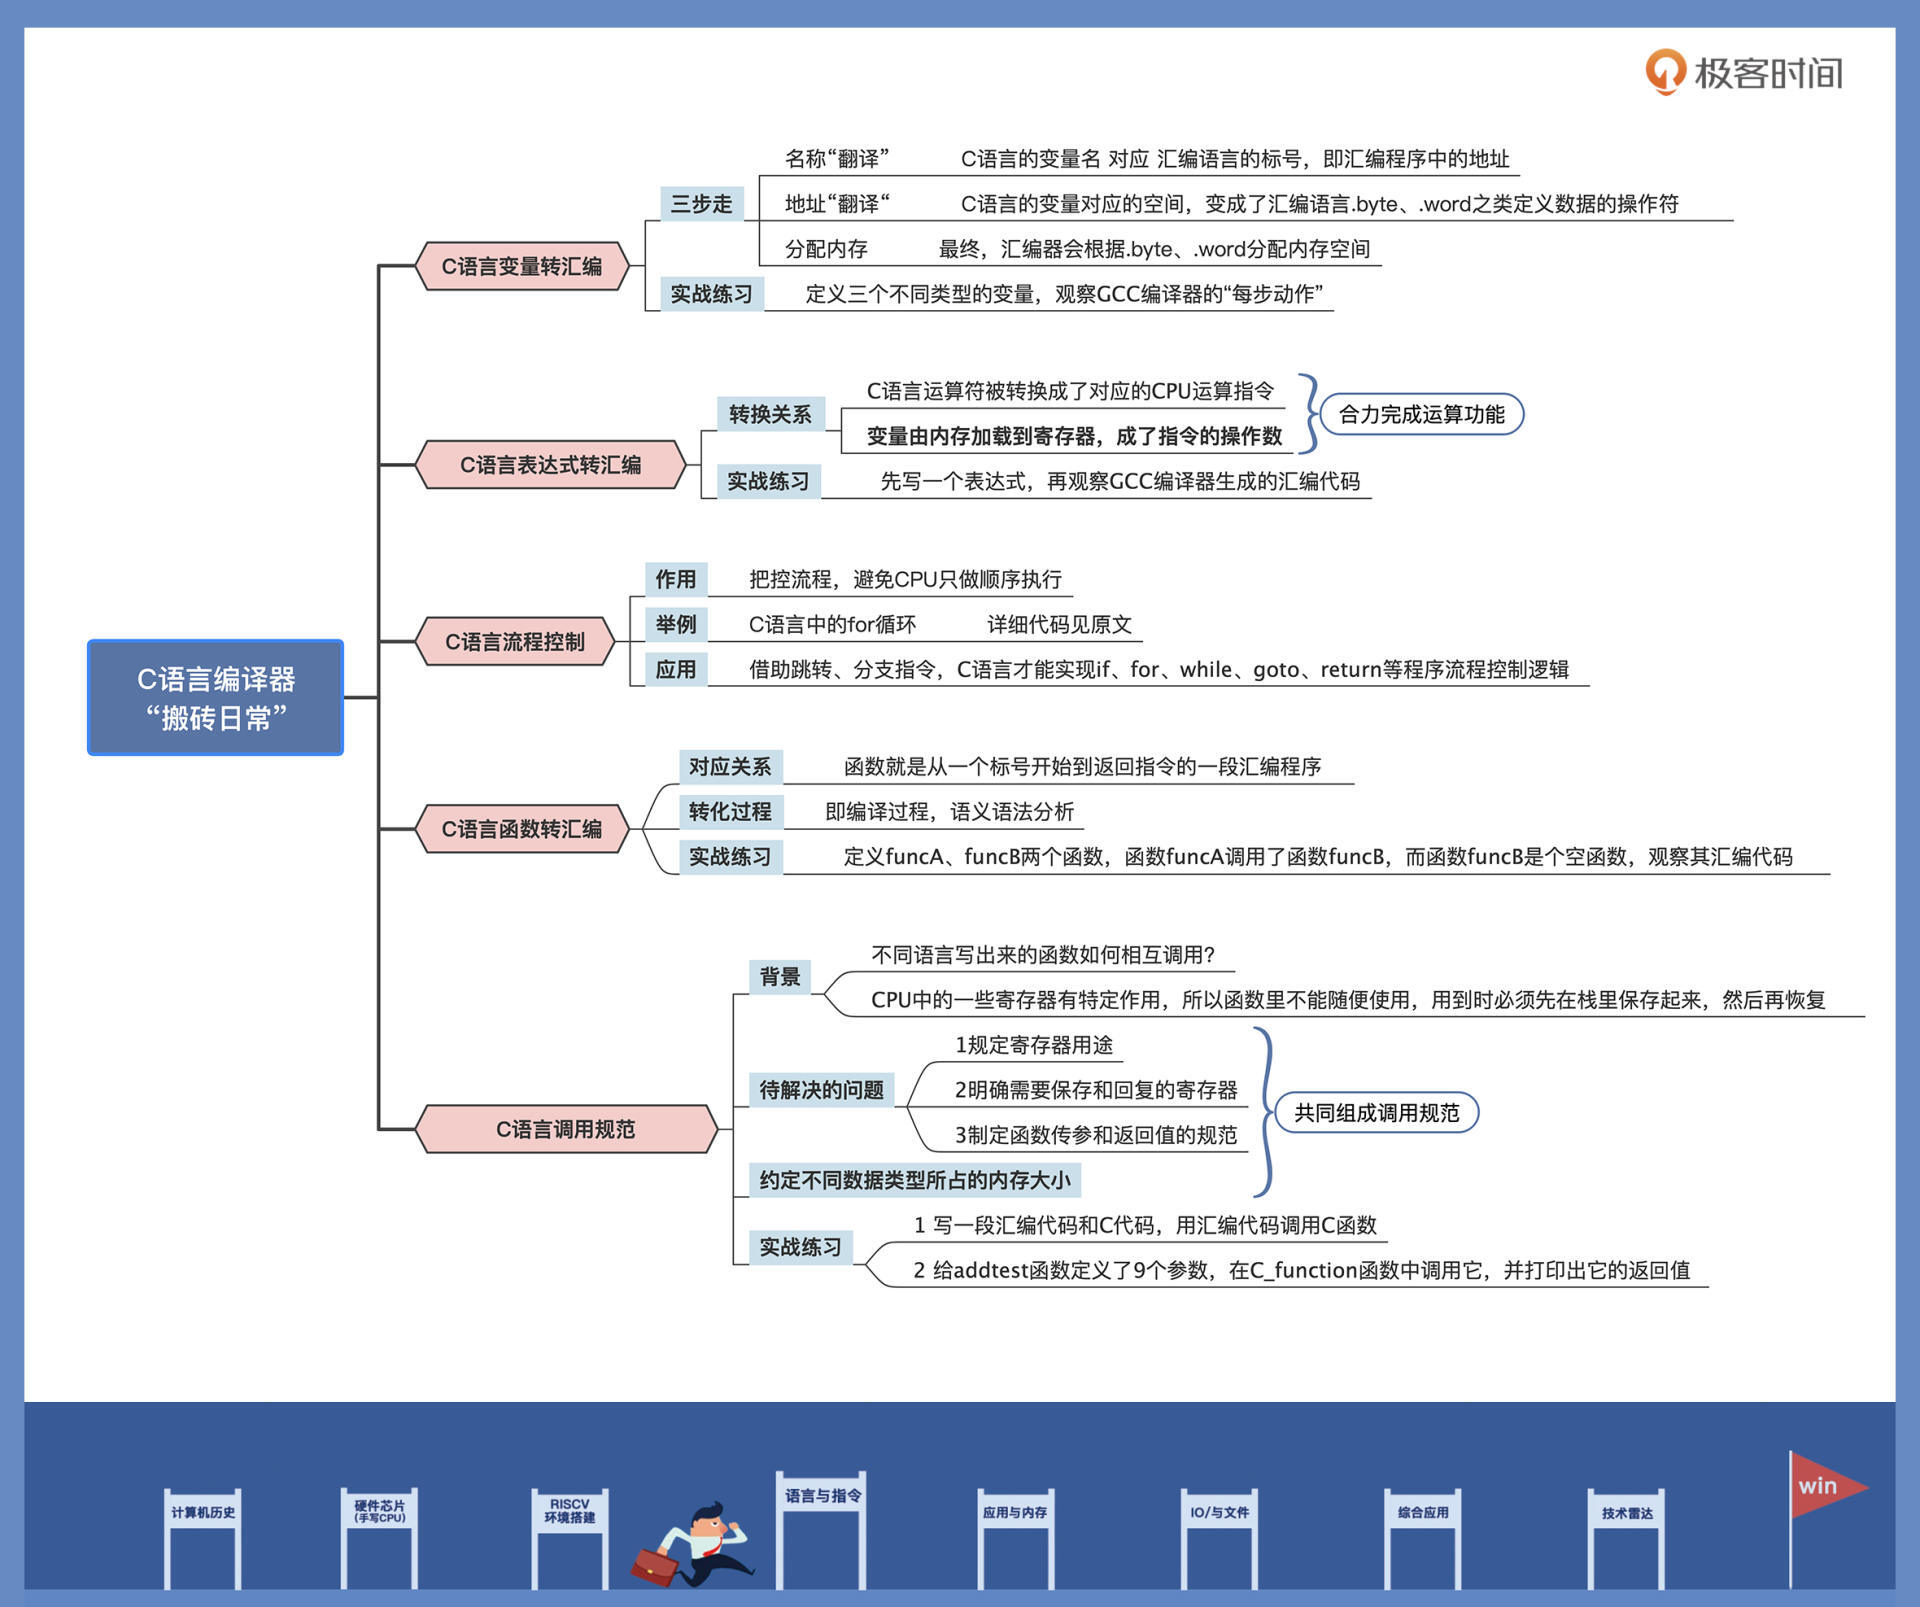 极客时间
C语言编译器
“搬砖日常”
C语言变量转汇编
三步走
名称“翻译” C语言的变量名 对应 汇编语言的标号，即汇编程序中的地址
地址“翻译“ C语言的变量对应的空间，变成了汇编语言.byte、.word之类定义数据的操作符
分配内存 最终，汇编器会根据.byte、.word分配内存空间
实战练习 定义三个不同类型的变量，观察GCC编译器的“每步动作”
C语言表达式转汇编
转换关系
C语言运算符被转换成了对应的CPU运算指令
变量由内存加载到寄存器，成了指令的操作数
合力完成运算功能
实战练习 先写一个表达式，再观察GCC编译器生成的汇编代码
C语言流程控制
作用 把控流程，避免CPU只做顺序执行
举例 C语言中的for循环 详细代码见原文
应用 借助跳转、分支指令，C语言才能实现if、for、while、goto、return等程序流程控制逻辑
C语言函数转汇编
对应关系 函数就是从一个标号开始到返回指令的一段汇编程序
转化过程 即编译过程，语义语法分析
实战练习 定义funcA、funcB两个函数，函数funcA调用了函数funcB，而函数funcB是个空函数，观察其汇编代码
C语言调用规范
背景
不同语言写出来的函数如何相互调用？
CPU中的一些寄存器有特定作用，所以函数里不能随便使用，用到时必须先在栈里保存起来，然后再恢复
待解决的问题
1规定寄存器用途
2明确需要保存和回复的寄存器
3制定函数传参和返回值的规范
约定不同数据类型所占的内存大小
共同组成调用规范
实战练习
1 写一段汇编代码和C代码，用汇编代码调用C函数
2 给addtest函数定义了9个参数，在C_function函数中调用它，并打印出它的返回值
计算机历史
硬件芯片
（手写CPU）
RISCV
环境搭建
语言与指令
应用与内存
IO/与文件
综合应用
技术雷达
win